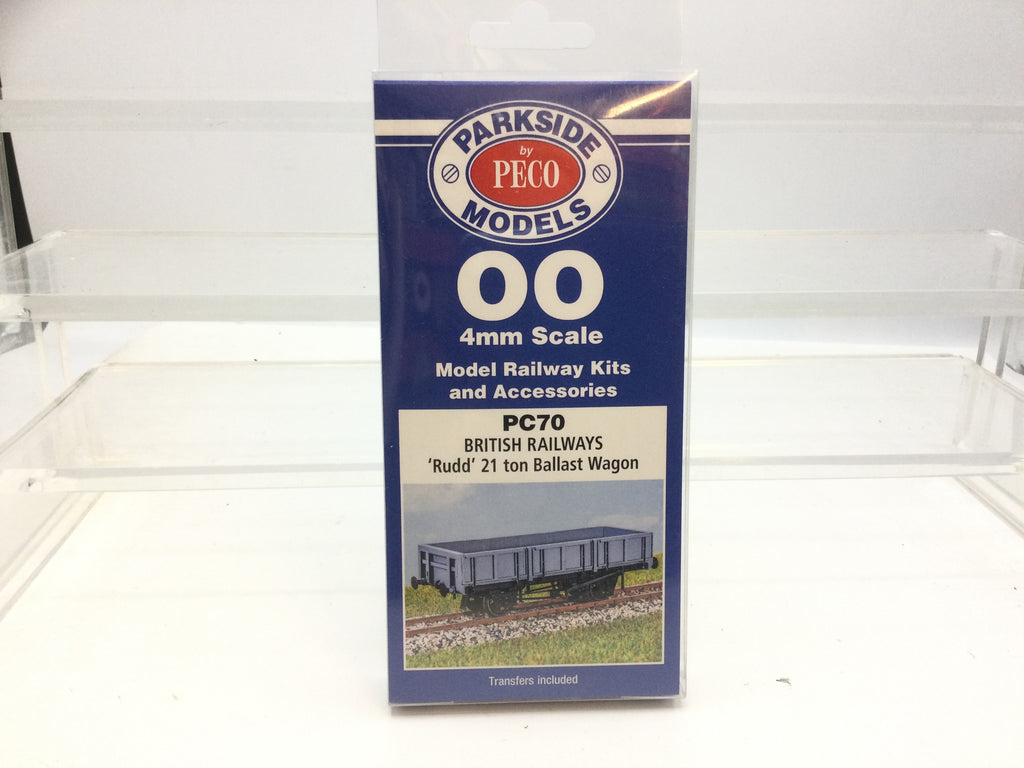 PARKSIDE
by
PECO
MODELS
OO
4mm Scale
Model Railway Kits
and Accessories
PC70
BRITISH RAILWAYS
'Rudd' 21 ton Ballast Wagon
Transfers included